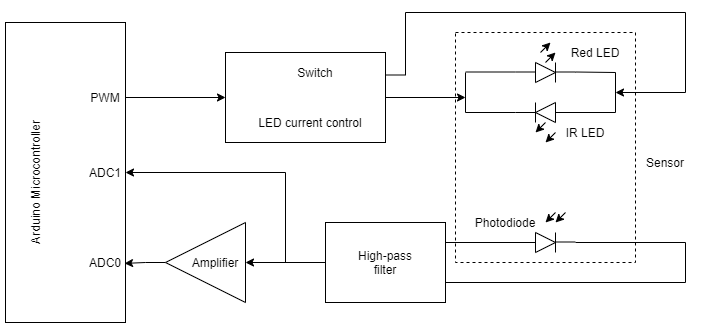 Red LED
Switch
PWM
LED current control
IR LED
Arduino Microcontroller
Sensor
ADC1
Photodiode
High-pass
filter
ADC0
Amplifier